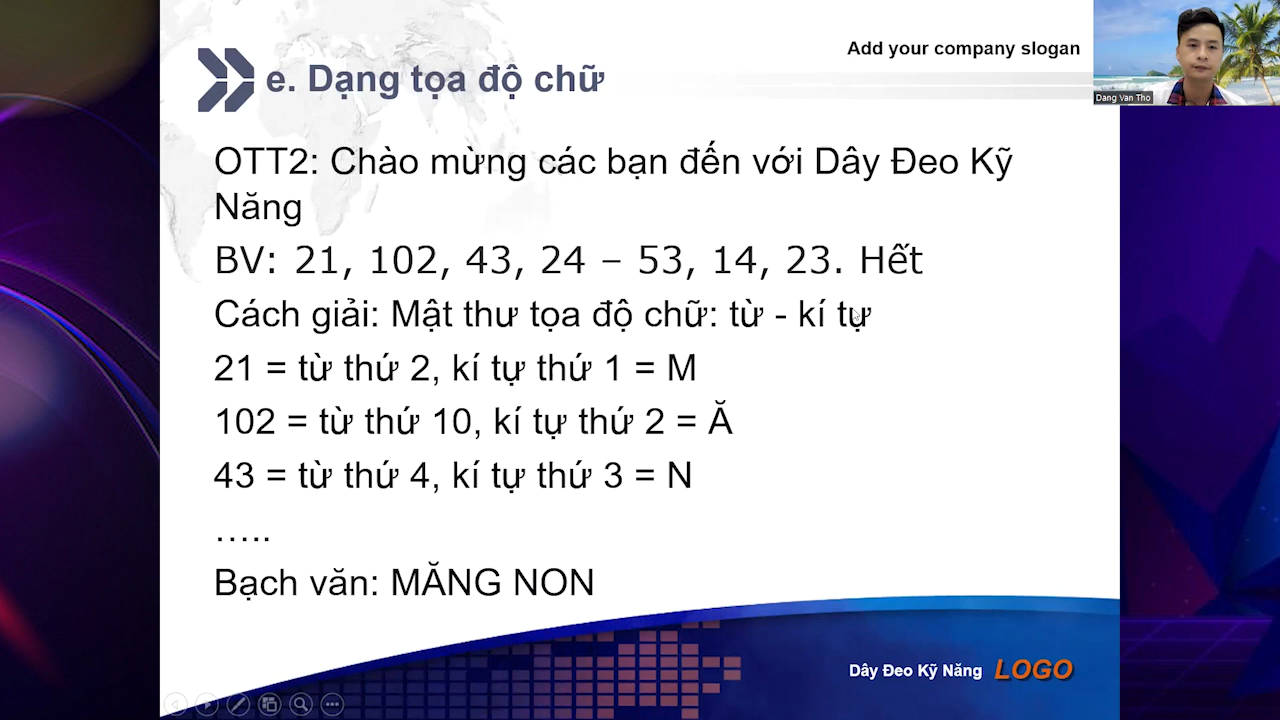 Add your company slogan
Dang Van Tho
e. Dạng tọa độ chữ
OTT2: Chào mừng các bạn đến với Dây Đeo Kỹ
Năng
BV: 21, 102, 43, 24 – 53, 14, 23. Hết
Cách giải: Mật thư tọa độ chữ: từ - kí tự
21 = từ thứ 2, kí tự thứ 1 = M
102 = từ thứ 10, kí tự thứ 2 = Ă
43 = từ thứ 4, kí tự thứ 3 = N
…..
Bạch văn: MĂNG NON
Dây Đeo Kỹ Năng LOGO